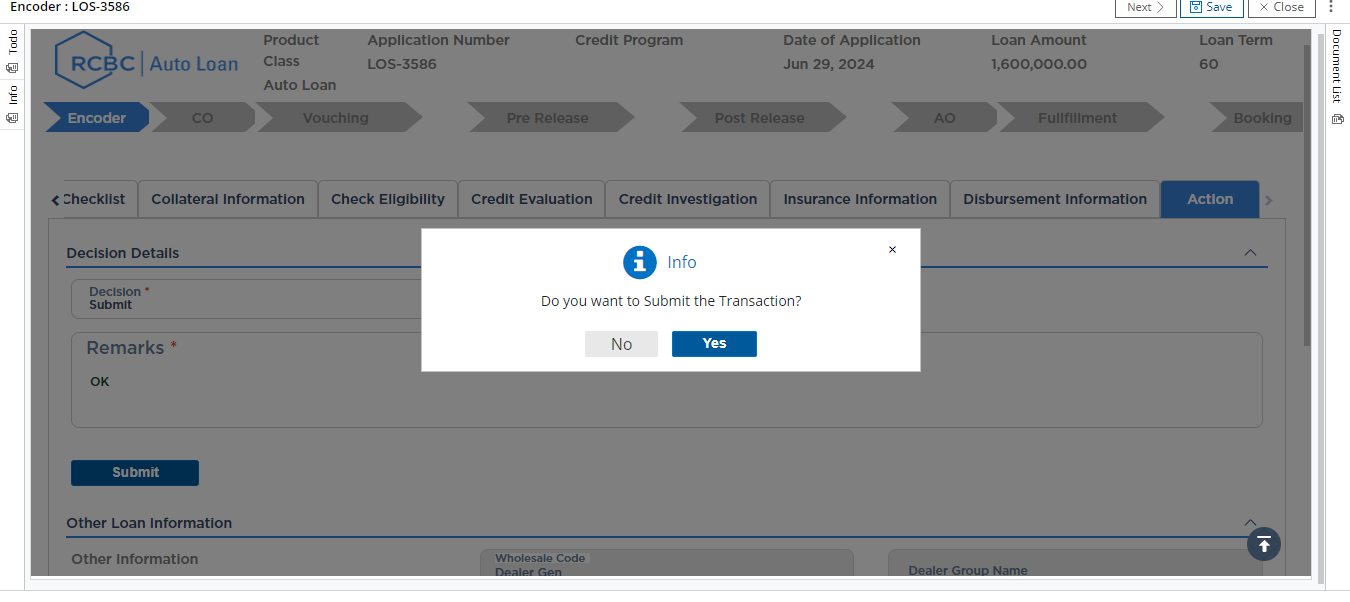 Encoder : LOS-3586
Next
Save
Close
Todo
Info
Document List
RCBC Auto Loan
Product Class
Auto Loan
Application Number
LOS-3586
Credit Program
Date of Application
Jun 29, 2024
Loan Amount
1,600,000.00
Loan Term
60
Encoder
CO
Vouching
Pre Release
Post Release
AO
Fullfillment
Booking
Checklist
Collateral Information
Check Eligibility
Credit Evaluation
Credit Investigation
Insurance Information
Disbursement Information
Action
Decision Details
Decision *
Submit
Remarks *
OK
Info
Do you want to Submit the Transaction?
No
Yes
Submit
Other Loan Information
Other Information
Wholesale Code
Dealer Gen
Dealer Group Name